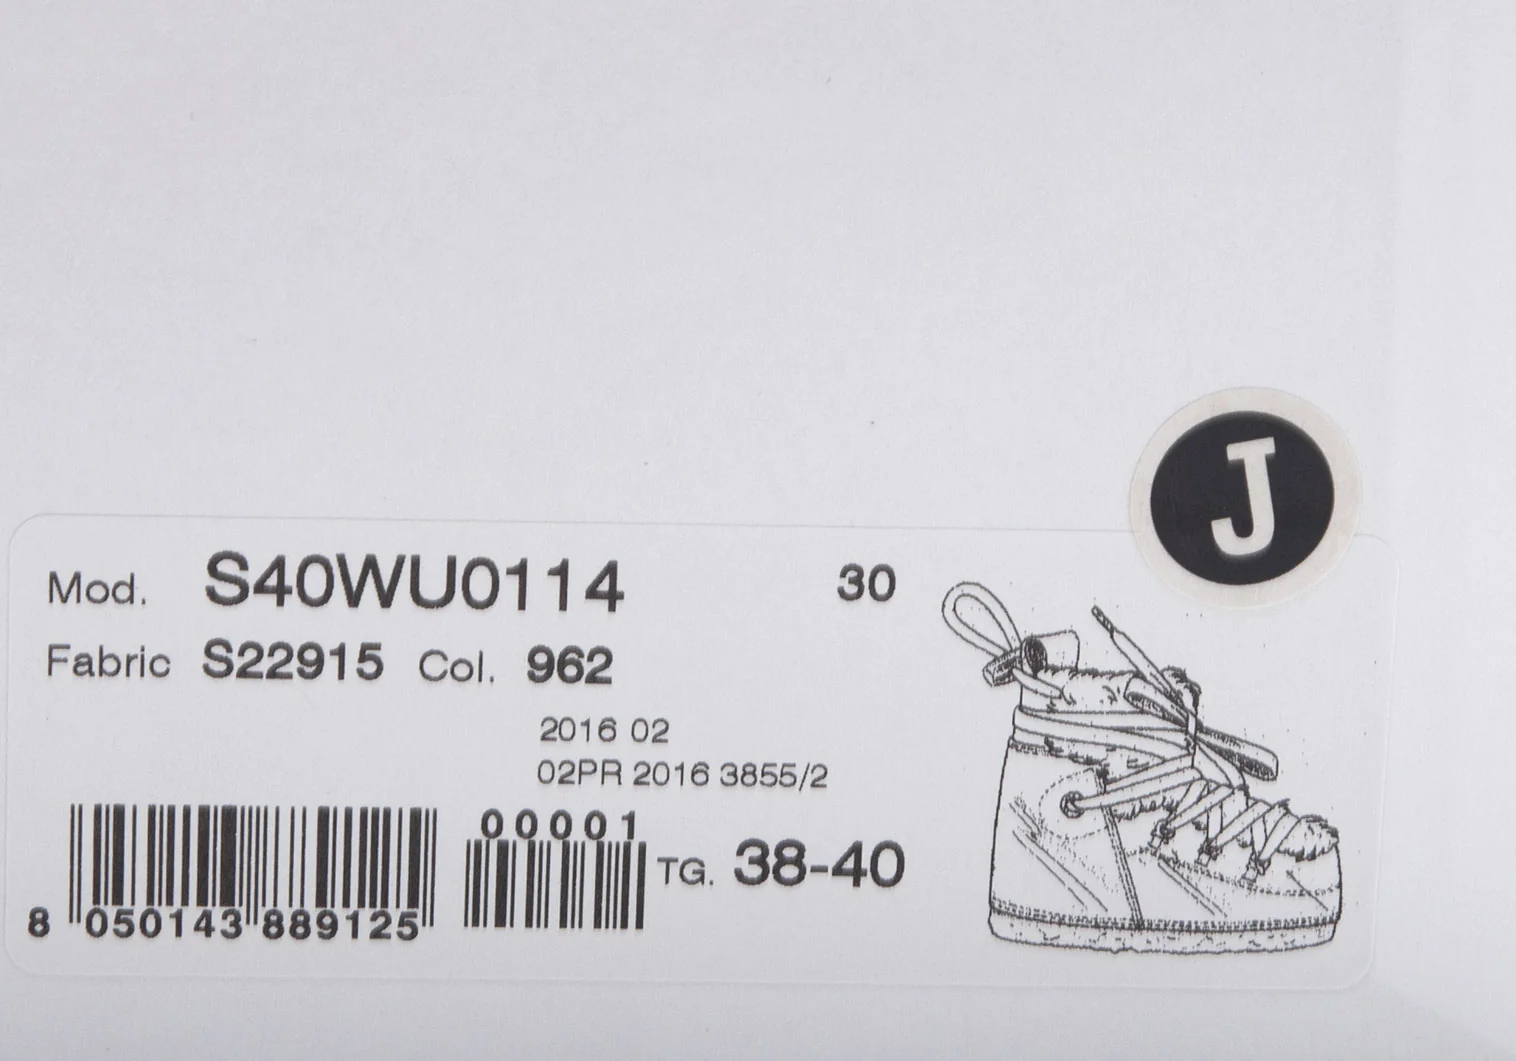 J
Mod. S40WU0114 30
Fabric S22915 Col. 962
2016 02
02PR 2016 3855/2
00001
TG. 38-40
8 050143 889125